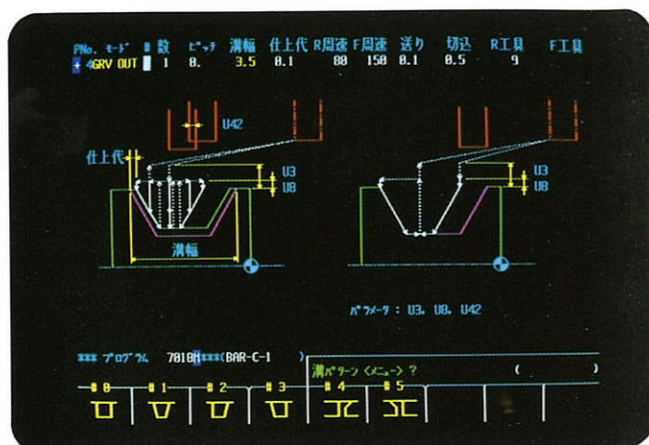 PNo. モード # 数 ピッチ 溝幅 仕上代 R周速 F周速 送り 切込 R工具 F工具
+ 4GRV OUT 1 0. 3.5 0.1 80 150 0.1 0.5 9
U42
仕上代
U3
U8
U3
U8
溝幅
パラメータ : U3, U8, U42
*** プログラム 7010M***(BAR-C-1 )
溝パターン <メニュー> ? ( )
# 0 # 1 # 2 # 3 # 4 # 5